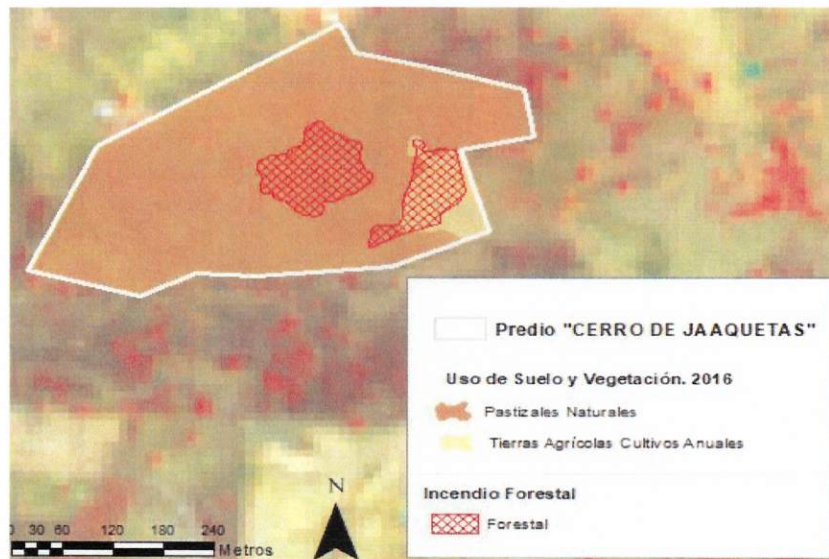 Predio "CERRO DE JAAQUETAS"
Uso de Suelo y Vegetación. 2016
Pastizales Naturales
Tierras Agrícolas Cultivos Anuales
Incendio Forestal
Forestal
N
0 30 60 120 180 240
Metros